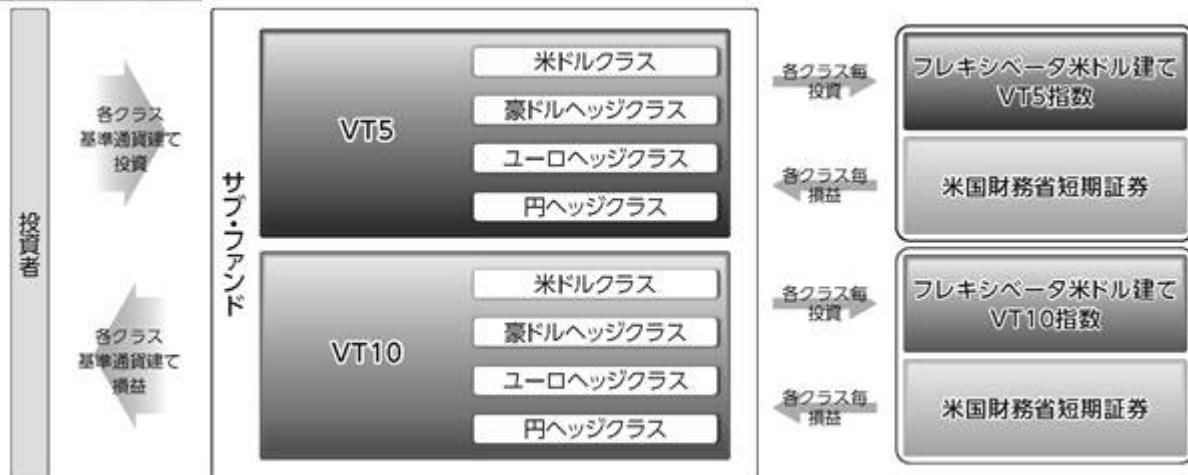 投資者
各クラス
基準通貨建て
投資
各クラス
基準通貨建て
損益
サブ・ファンド
VT5
米ドルクラス
豪ドルヘッジクラス
ユーロヘッジクラス
円ヘッジクラス
VT10
米ドルクラス
豪ドルヘッジクラス
ユーロヘッジクラス
円ヘッジクラス
各クラス毎
投資
各クラス毎
損益
各クラス毎
投資
各クラス毎
損益
フレキシベータ米ドル建て
VT5指数
米国財務省短期証券
フレキシベータ米ドル建て
VT10指数
米国財務省短期証券